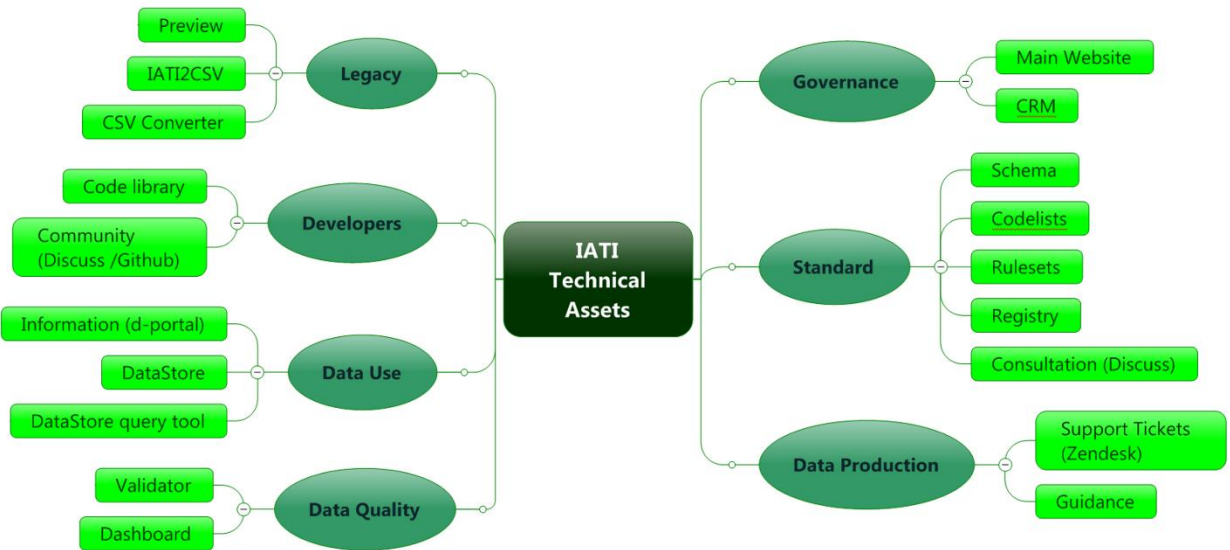 Preview
IATI2CSV
CSV Converter
Legacy
Code library
Community
(Discuss /Github)
Developers
Information (d-portal)
DataStore
DataStore query tool
Data Use
Validator
Dashboard
Data Quality
IATI
Technical
Assets
Governance
Main Website
CRM
Standard
Schema
Codelists
Rulesets
Registry
Consultation (Discuss)
Data Production
Support Tickets
(Zendesk)
Guidance